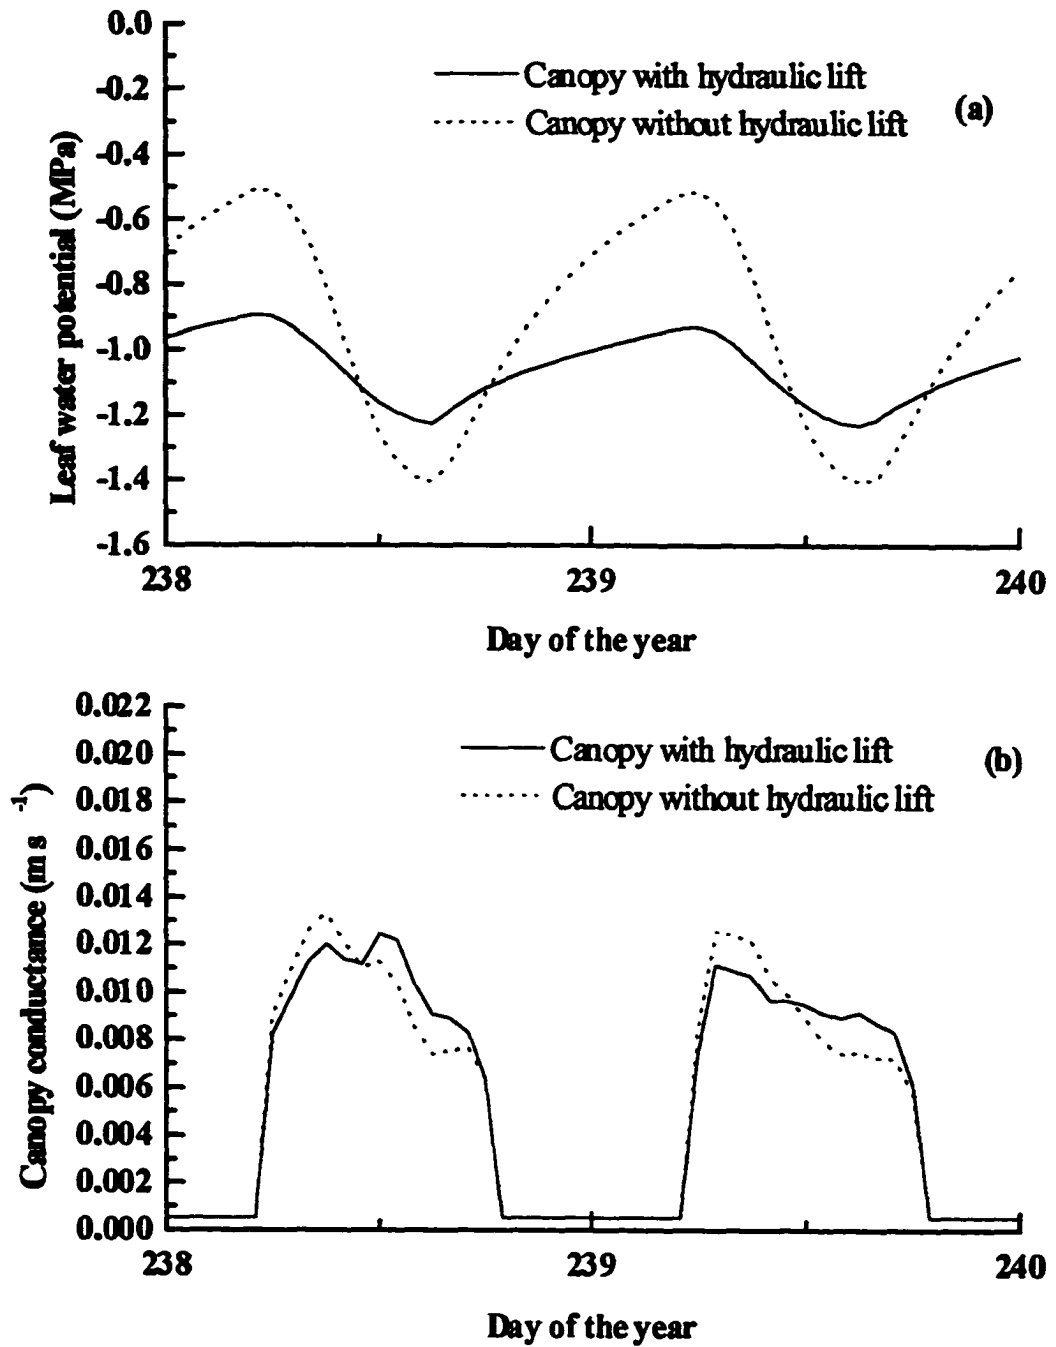 0.0
-0.2
-0.4
-0.6
-0.8
-1.0
-1.2
-1.4
-1.6
Leaf water potential (MPa)
Canopy with hydraulic lift
Canopy without hydraulic lift
(a)
238
239
240
Day of the year
0.022
0.020
0.018
0.016
0.014
0.012
0.010
0.008
0.006
0.004
0.002
0.000
Canopy conductance (m s -1)
Canopy with hydraulic lift
Canopy without hydraulic lift
(b)
238
239
240
Day of the year